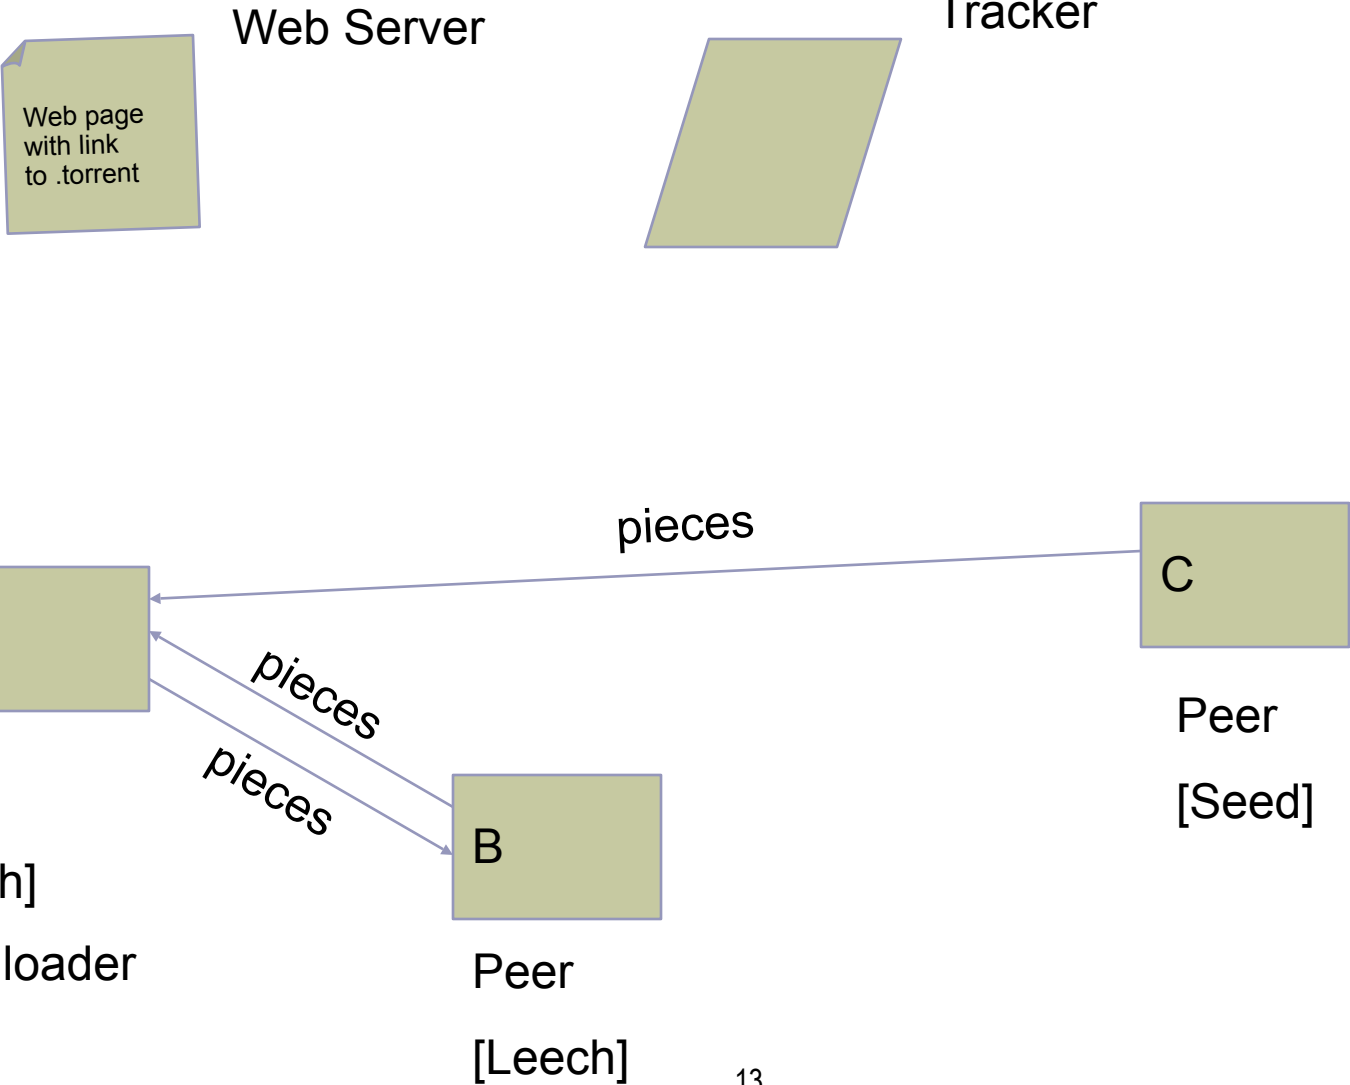 Web Server
Tracker
Web page
with link
to .torrent
pieces
C
pieces
pieces
Peer
[Seed]
B
h]
loader
Peer
[Leech]
13